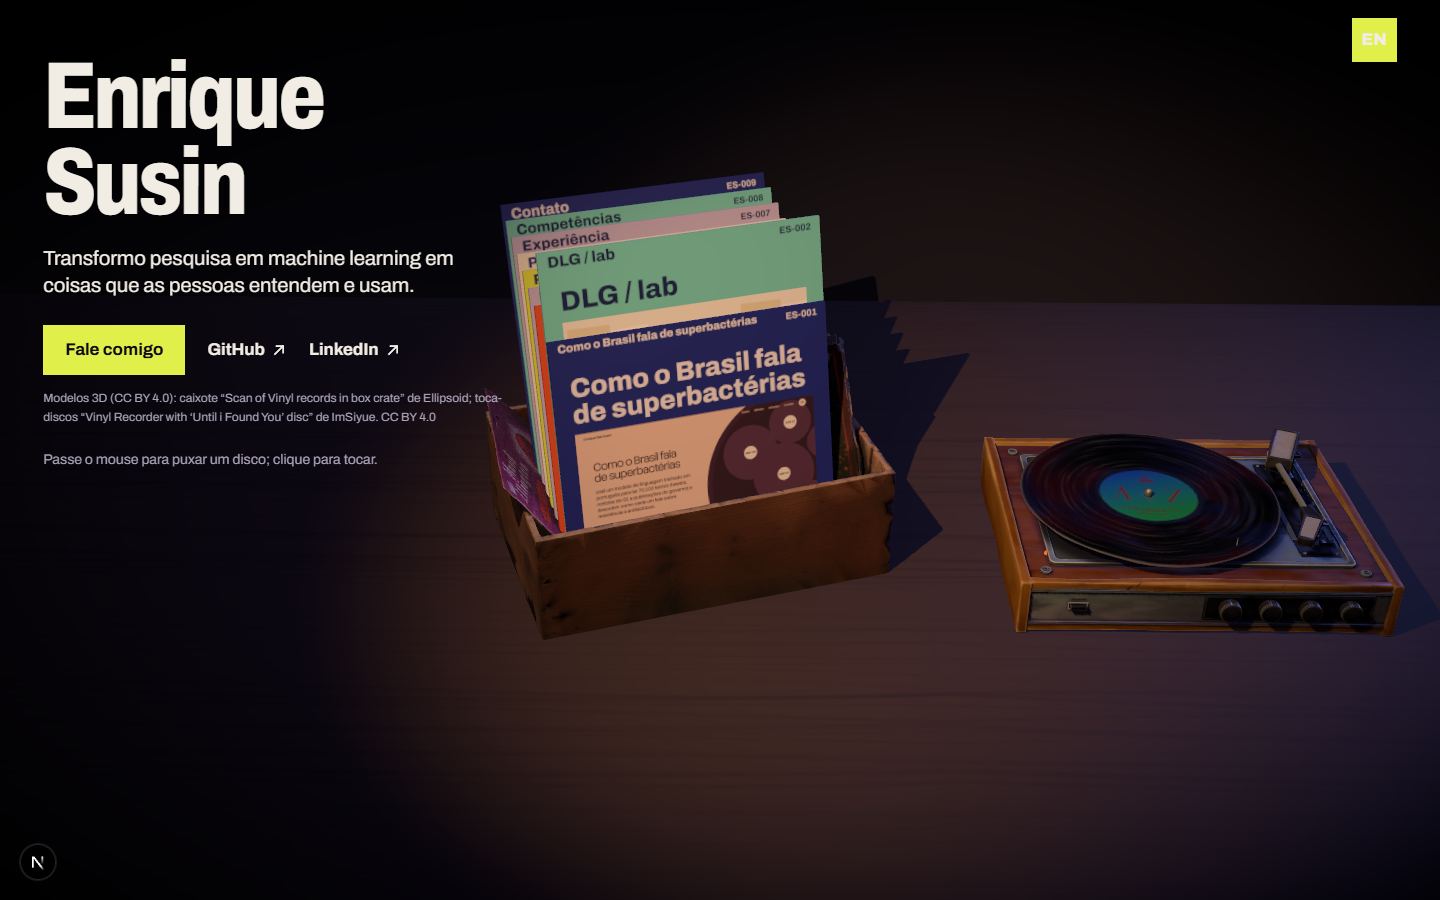 EN
Enrique
Susin
Transformo pesquisa em machine learning em
coisas que as pessoas entendem e usam.
Fale comigo
GitHub
LinkedIn
Modelos 3D (CC BY 4.0): caixote “Scan of Vinyl records in box crate” de Ellipsoid; toca-
discos “Vinyl Recorder with ‘Until i Found You’ disc” de ImSiyue. CC BY 4.0
Passe o mouse para puxar um disco; clique para tocar.
Contato
ES-009
Competências
ES-008
Experiência
ES-007
DLG / lab
ES-002
DLG / lab
Como o Brasil fala de superbactérias
ES-001
Como o Brasil fala
de superbactérias
Como o Brasil fala
de superbactérias
N